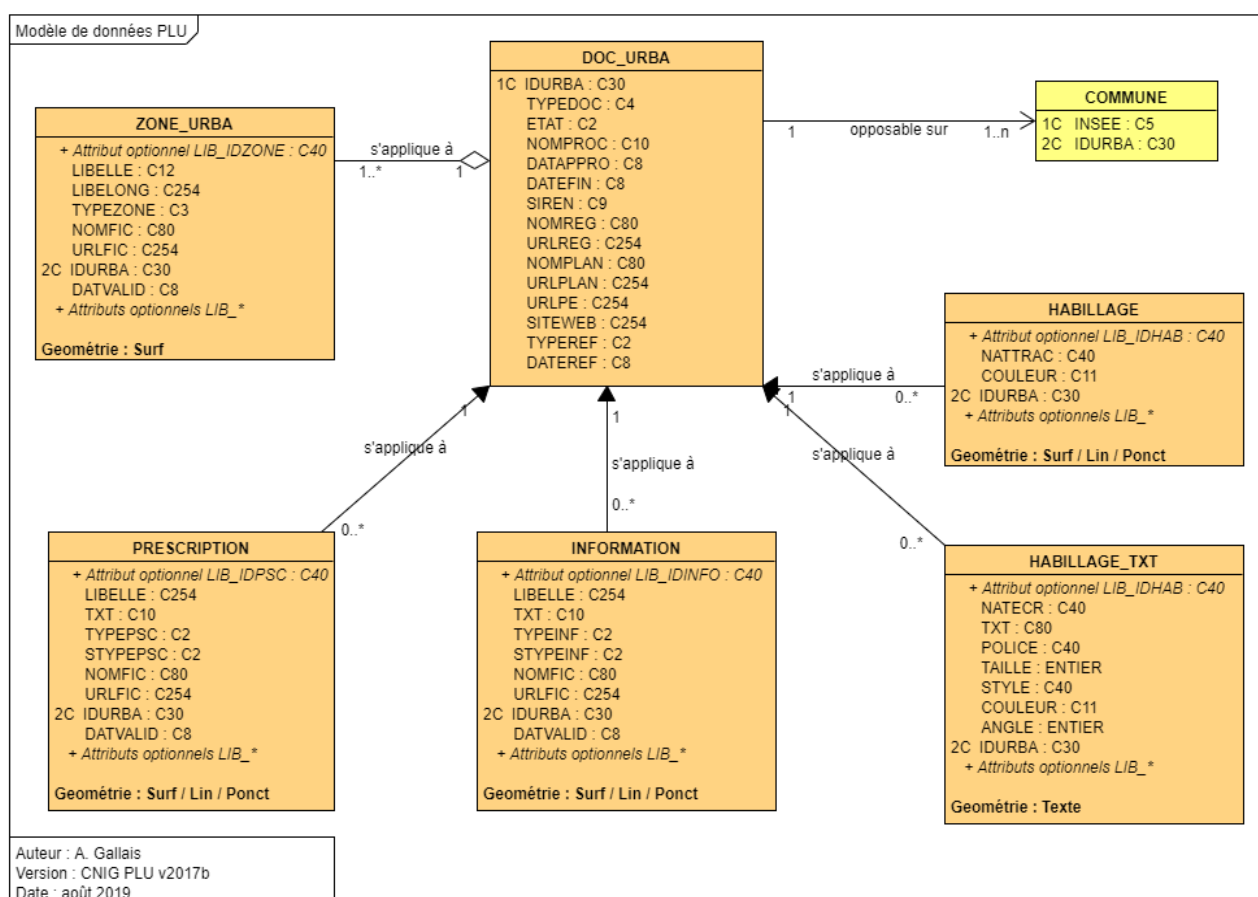 Modèle de données PLU
DOC_URBA
1C IDURBA : C30
TYPEDOC : C4
ETAT : C2
NOMPROC : C10
DATAPPRO : C8
DATEFIN : C8
SIREN : C9
NOMREG : C80
URLREG : C254
NOMPLAN : C80
URLPLAN : C254
URLPE : C254
SITEWEB : C254
TYPEREF : C2
DATEREF : C8
COMMUNE
1C INSEE : C5
2C IDURBA : C30
1
opposable sur
1..n
ZONE_URBA
+ Attribut optionnel LIB_IDZONE : C40
LIBELLE : C12
LIBELONG : C254
TYPEZONE : C3
NOMFIC : C80
URLFIC : C254
2C IDURBA : C30
DATVALID : C8
+ Attributs optionnels LIB_*
Geométrie : Surf
s'applique à
1..*
1
HABILLAGE
+ Attribut optionnel LIB_IDHAB : C40
NATTRAC : C40
COULEUR : C11
2C IDURBA : C30
+ Attributs optionnels LIB_*
Geométrie : Surf / Lin / Ponct
s'applique à
1
0..*
1
s'applique à
0..*
1
s'applique à
0..*
1
s'applique à
0..*
PRESCRIPTION
+ Attribut optionnel LIB_IDPSC : C40
LIBELLE : C254
TXT : C10
TYPEPSC : C2
STYPEPSC : C2
NOMFIC : C80
URLFIC : C254
2C IDURBA : C30
DATVALID : C8
+ Attributs optionnels LIB_*
Geométrie : Surf / Lin / Ponct
INFORMATION
+ Attribut optionnel LIB_IDINFO : C40
LIBELLE : C254
TXT : C10
TYPEINF : C2
STYPEINF : C2
NOMFIC : C80
URLFIC : C254
2C IDURBA : C30
DATVALID : C8
+ Attributs optionnels LIB_*
Geométrie : Surf / Lin / Ponct
HABILLAGE_TXT
+ Attribut optionnel LIB_IDHAB : C40
NATECR : C40
TXT : C80
POLICE : C40
TAILLE : ENTIER
STYLE : C40
COULEUR : C11
ANGLE : ENTIER
2C IDURBA : C30
+ Attributs optionnels LIB_*
Geométrie : Texte
Auteur : A. Gallais
Version : CNIG PLU v2017b
Date : août 2019